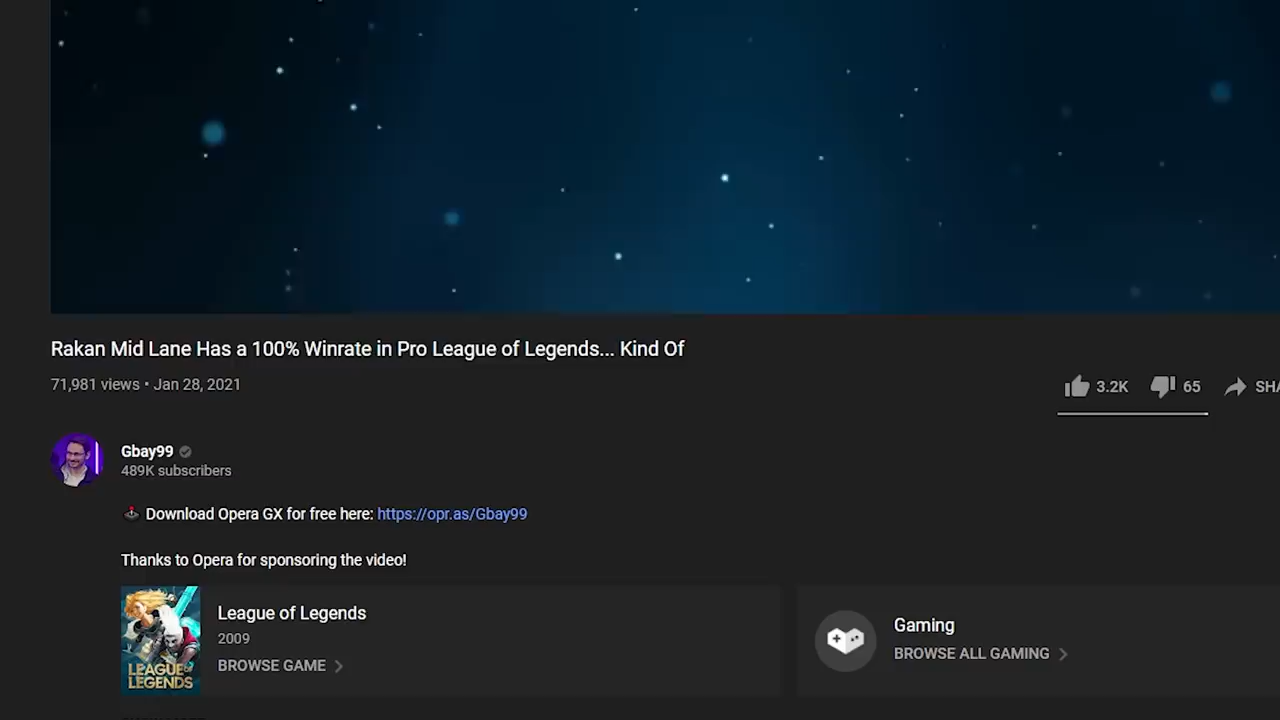 Rakan Mid Lane Has a 100% Winrate in Pro League of Legends... Kind Of
71,981 views • Jan 28, 2021
3.2K 65 SHA
Gbay99
489K subscribers
Download Opera GX for free here: https://opr.as/Gbay99
Thanks to Opera for sponsoring the video!
LEAGUE OF
LEGENDS
League of Legends
2009
BROWSE GAME
Gaming
BROWSE ALL GAMING